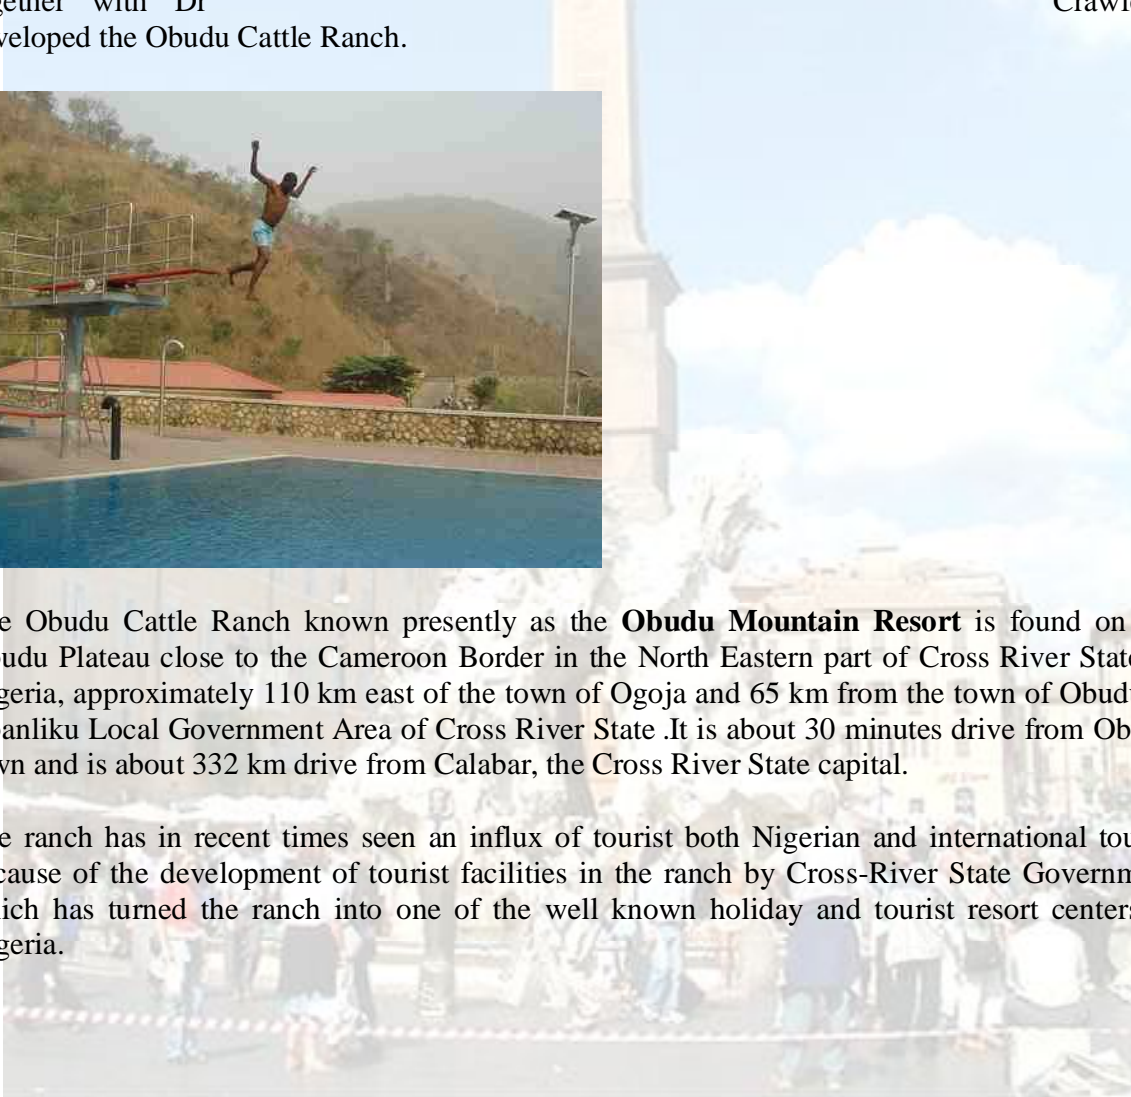 gether with Dr Crawf
veloped the Obudu Cattle Ranch.
e Obudu Cattle Ranch known presently as the Obudu Mountain Resort is found on
udu Plateau close to the Cameroon Border in the North Eastern part of Cross River State
geria, approximately 110 km east of the town of Ogoja and 65 km from the town of Obudu
anliku Local Government Area of Cross River State .It is about 30 minutes drive from Ob
wn and is about 332 km drive from Calabar, the Cross River State capital.
e ranch has in recent times seen an influx of tourist both Nigerian and international tou
cause of the development of tourist facilities in the ranch by Cross-River State Governm
ich has turned the ranch into one of the well known holiday and tourist resort centers
geria.